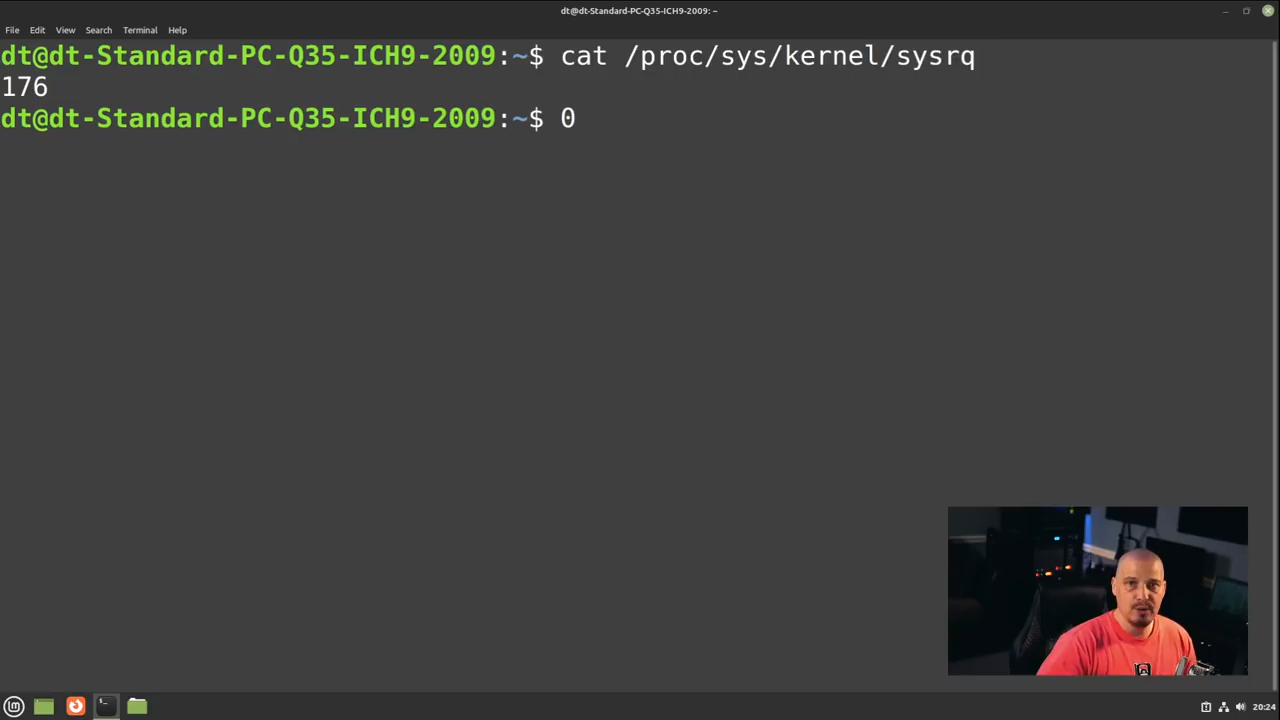 dt@dt-Standard-PC-Q35-ICH9-2009: ~
File Edit View Search Terminal Help
dt@dt-Standard-PC-Q35-ICH9-2009:~$ cat /proc/sys/kernel/sysrq
176
dt@dt-Standard-PC-Q35-ICH9-2009:~$ 0
20:24